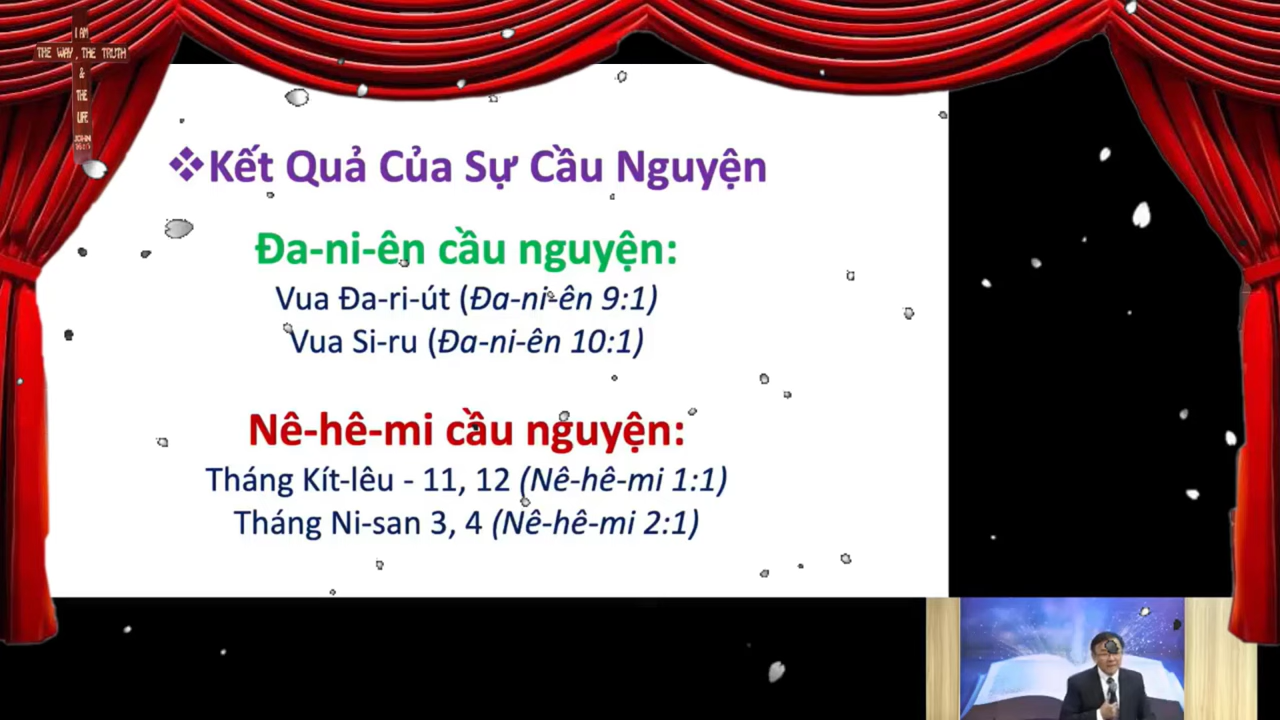 I AM
THE WAY, THE TRUTH
&
THE
LIFE
❖Kết Quả Của Sự Cầu Nguyện
Đa-ni-ên cầu nguyện:
Vua Đa-ri-út (Đa-ni-ên 9:1)
Vua Si-ru (Đa-ni-ên 10:1)
Nê-hê-mi cầu nguyện:
Tháng Kít-lêu - 11, 12 (Nê-hê-mi 1:1)
Tháng Ni-san 3, 4 (Nê-hê-mi 2:1)